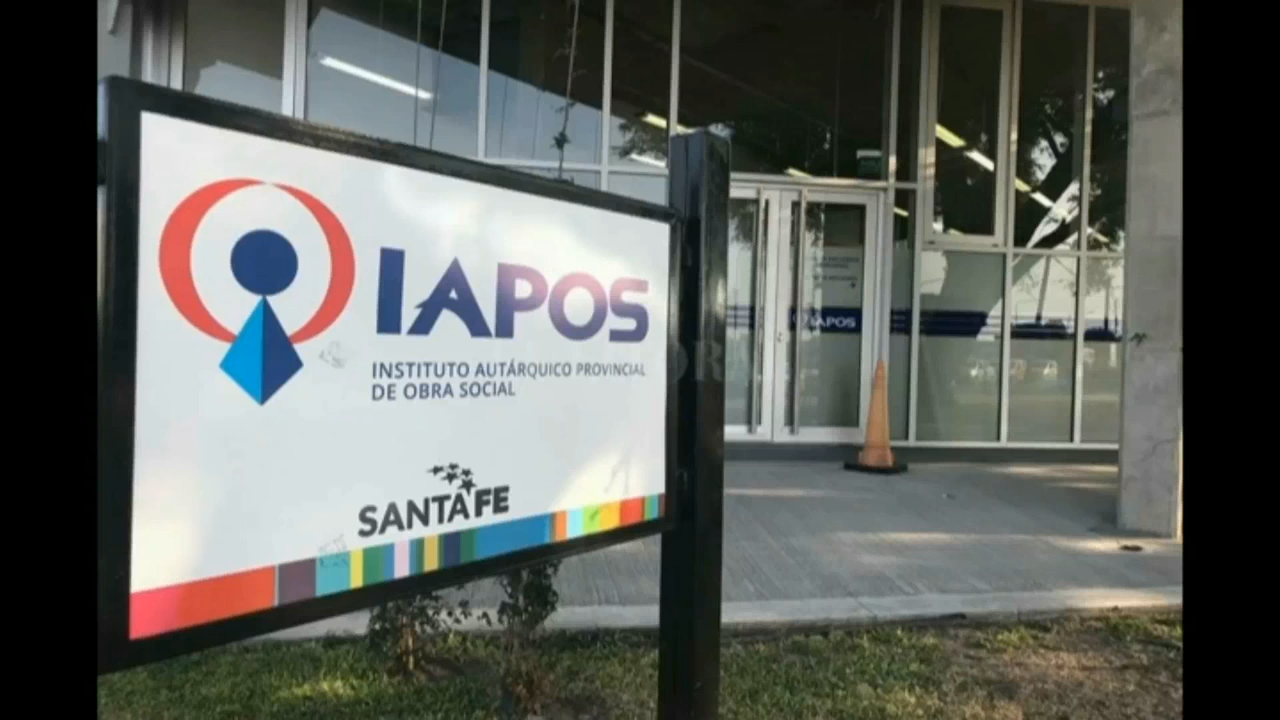 IAPOS
INSTITUTO AUTÁRQUICO PROVINCIAL
DE OBRA SOCIAL
SANTA FE
IAPOS